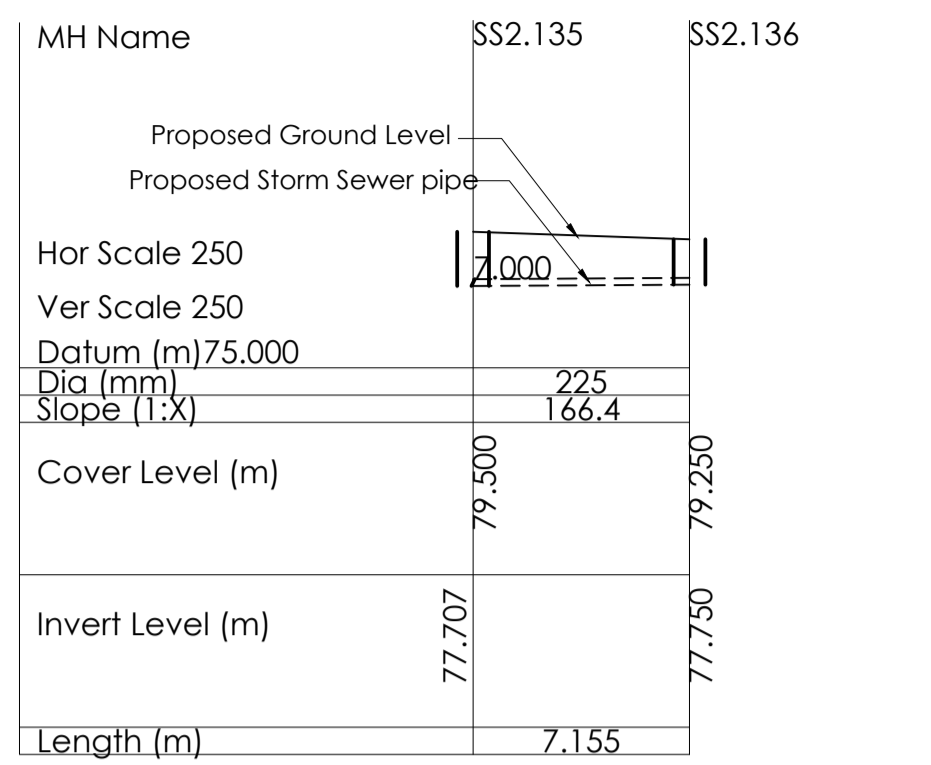 MH Name SS2.135 SS2.136
Proposed Ground Level
Proposed Storm Sewer pipe
Hor Scale 250
7.000
Ver Scale 250
Datum (m)75.000
Dia (mm) 225
Slope (1:X) 166.4
Cover Level (m) 79.500 79.250
Invert Level (m) 77.707 77.750
Length (m) 7.155